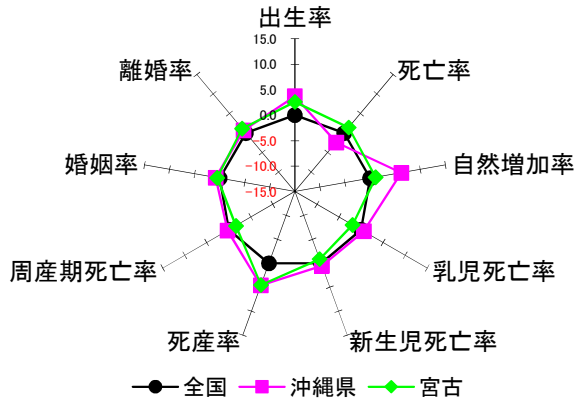 出生率
15.0
10.0
5.0
0.0
-5.0
-10.0
-15.0
死亡率
自然増加率
乳児死亡率
新生児死亡率
死産率
周産期死亡率
婚姻率
離婚率
全国 沖縄県 宮古